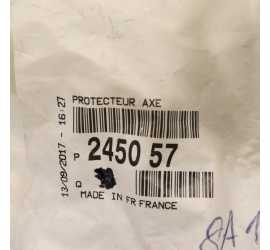 PROTECTEUR AXE
13/09/2017 - 16:27
P 2450 57
Q
MADE IN FR FRANCE